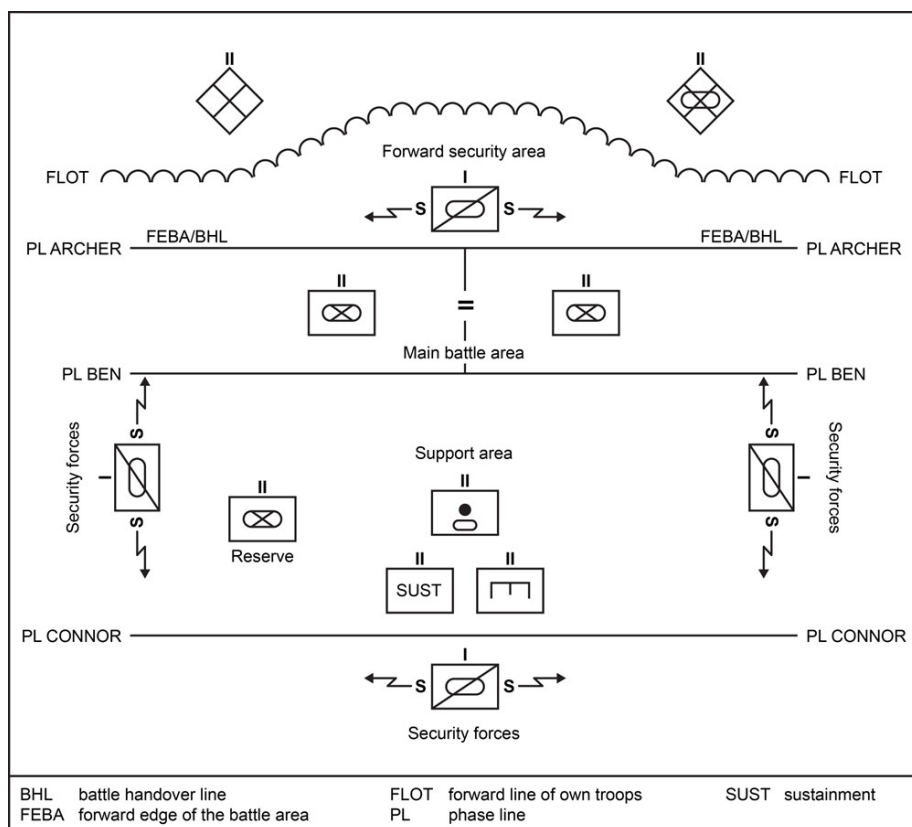 II II
Forward security area
FLOT FLOT
I
S S
FEBA/BHL FEBA/BHL
PL ARCHER PL ARCHER
II II
=
Main battle area
PL BEN PL BEN
S S
Security forces I I Security forces
Support area
II II
S S
Reserve
II II
SUST
PL CONNOR PL CONNOR
I
S S
Security forces
BHL battle handover line FLOT forward line of own troops SUST sustainment
FEBA forward edge of the battle area PL phase line